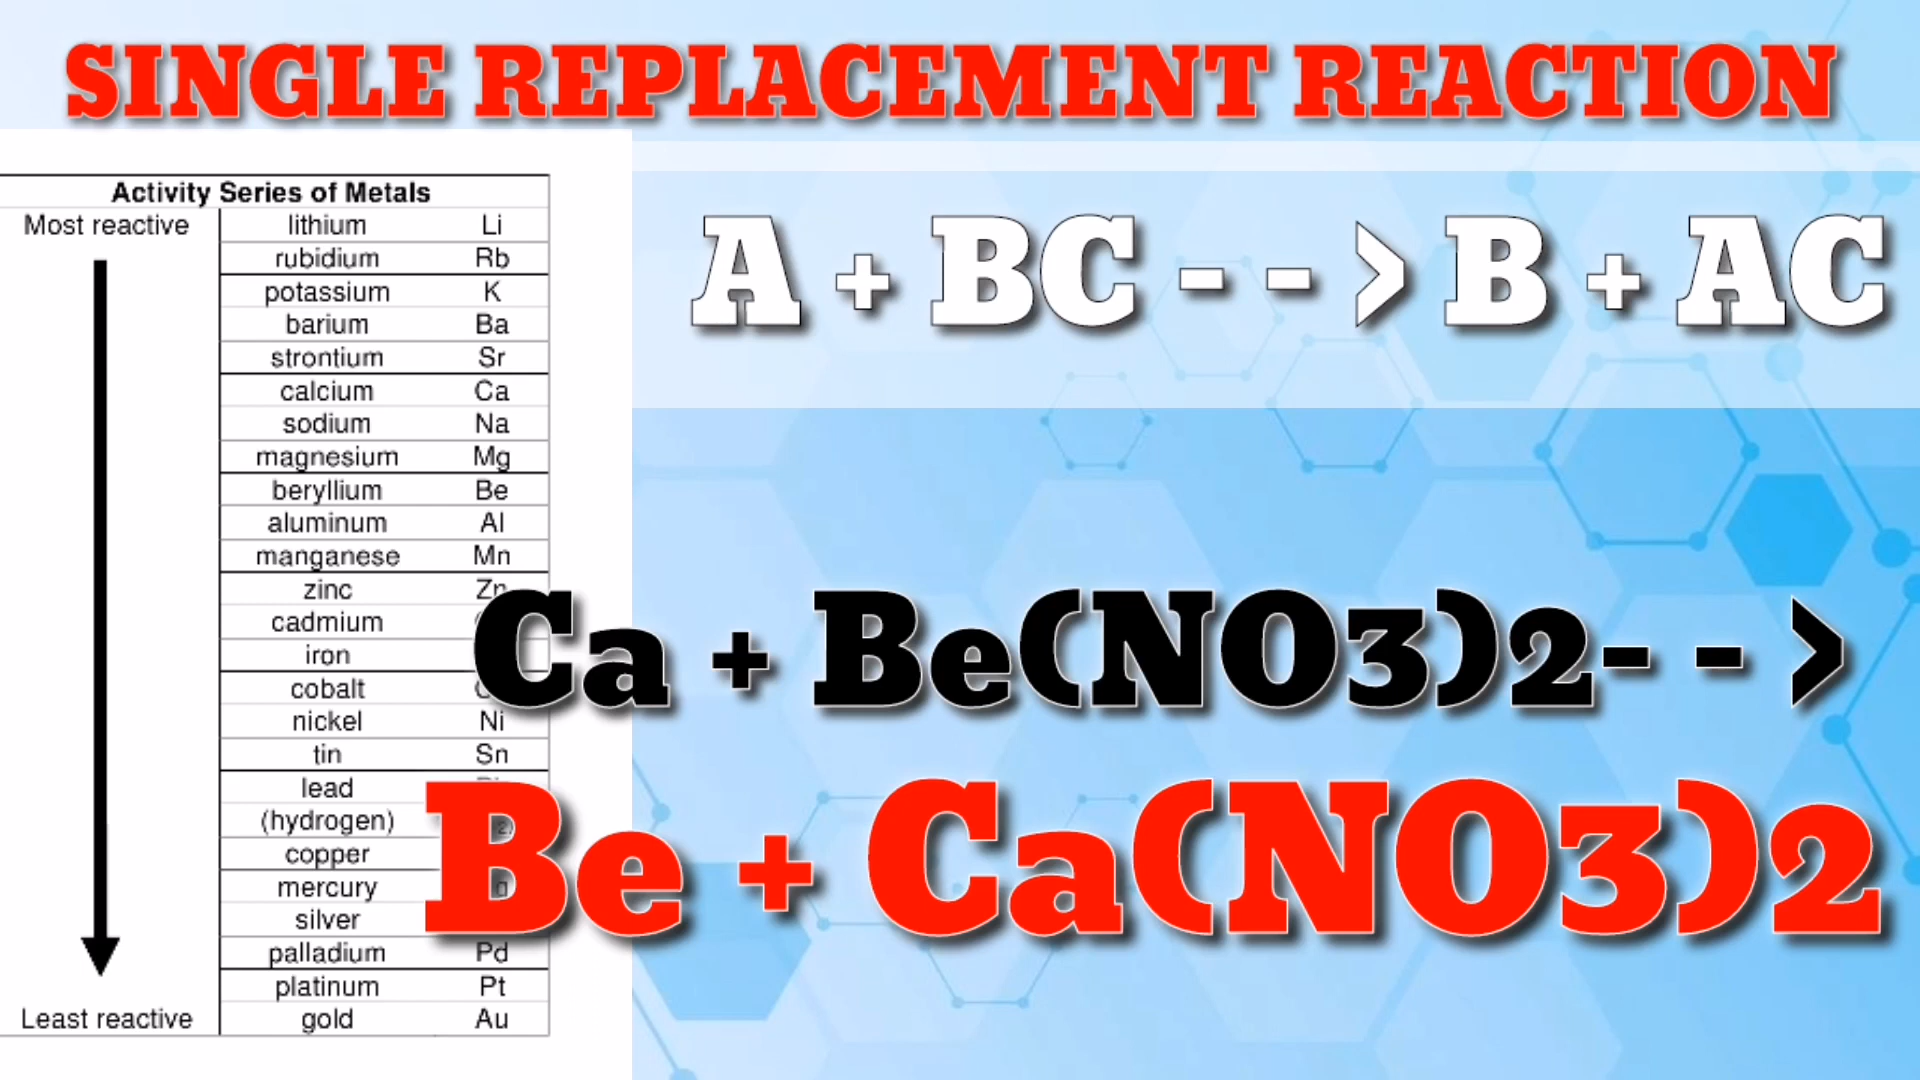 SINGLE REPLACEMENT REACTION
Activity Series of Metals
Most reactive lithium Li
rubidium Rb
potassium K
barium Ba
strontium Sr
calcium Ca
sodium Na
magnesium Mg
beryllium Be
aluminum Al
manganese Mn
zinc Zn
cadmium
iron
cobalt
nickel Ni
tin Sn
lead
(hydrogen)
copper
mercury
silver
palladium Pd
platinum Pt
Least reactive gold Au
A + BC - - > B + AC
Ca + Be(NO3)2- - >
Be + Ca(NO3)2